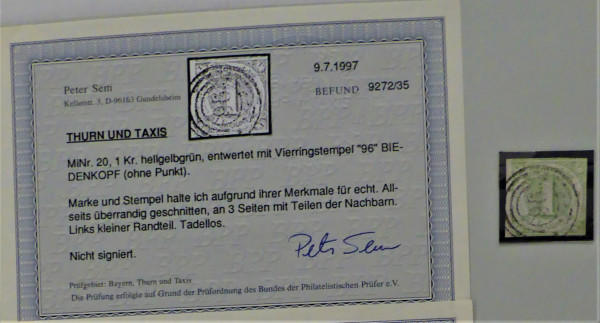 Peter Sem
9.7.1997
Kellerstr. 3, D-96163 Gundelsheim
BEFUND 9272/35
THURN UND TAXIS
MiNr. 20, 1 Kr. hellgelbgrün, entwertet mit Vierringstempel "96" BIE-
DENKOPF (ohne Punkt).
Marke und Stempel halte ich aufgrund ihrer Merkmale für echt. All-
seits überrandig geschnitten, an 3 Seiten mit Teilen der Nachbarn.
Links kleiner Randteil. Tadellos.
Nicht signiert.
Peter Sem
Prüfgebiet: Bayern, Thurn und Taxis
Die Prüfung erfolgte auf Grund der Prüfordnung des Bundes der Philatelistischen Prüfer e.V.